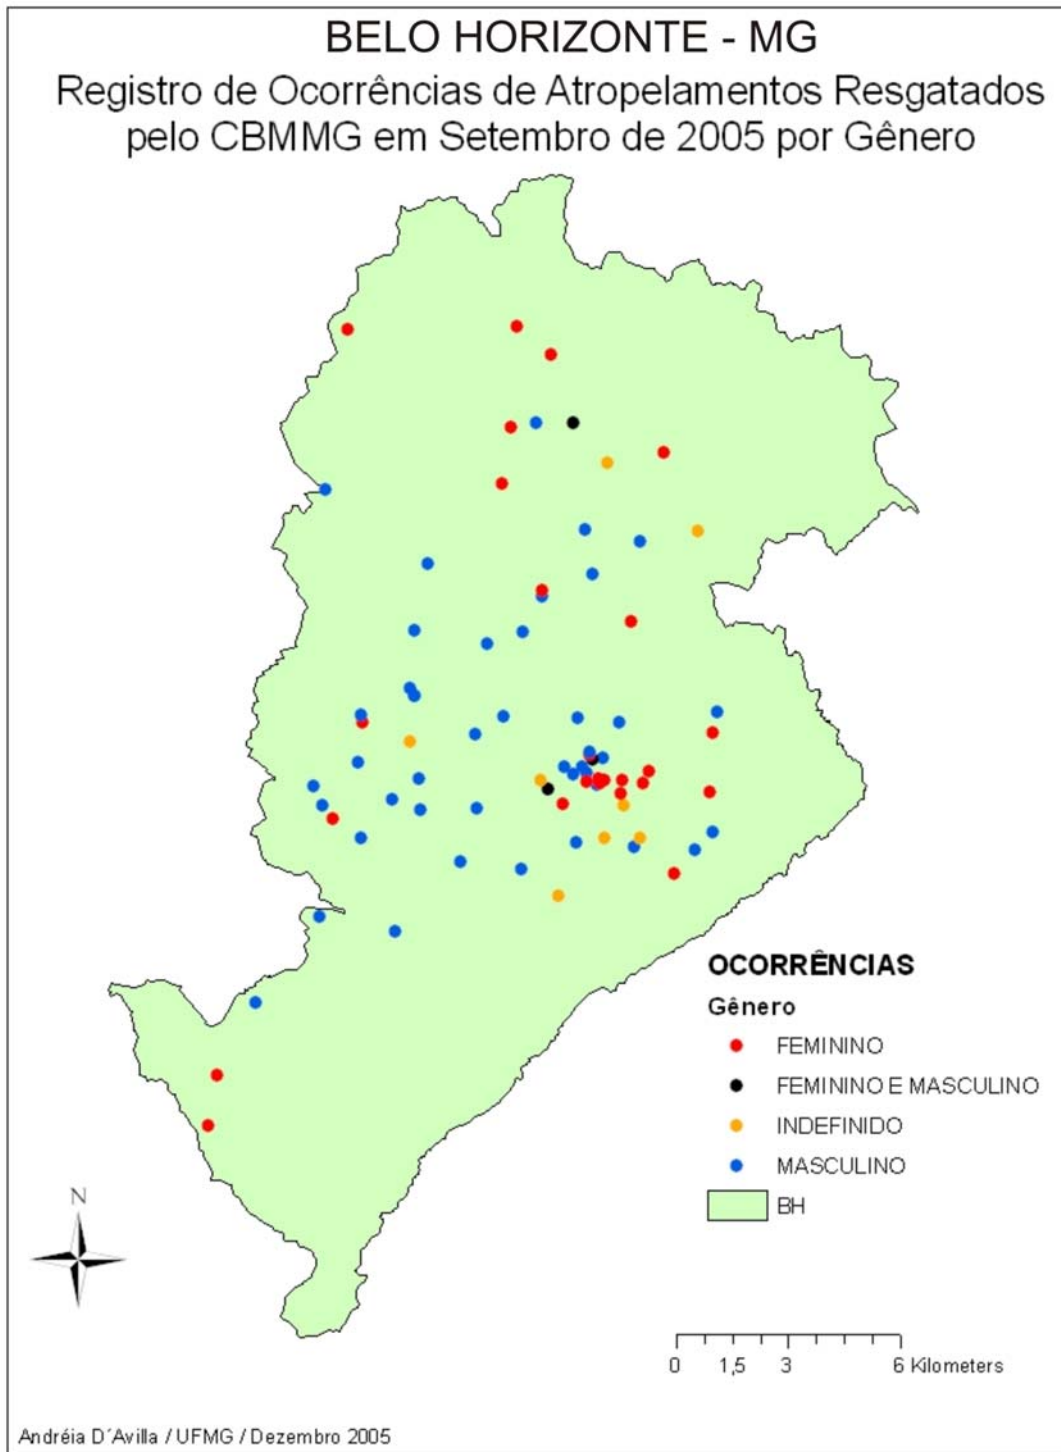 BELO HORIZONTE - MG
Registro de Ocorrências de Atropelamentos Resgatados
pelo CBMMG em Setembro de 2005 por Gênero
OCORRÊNCIAS
Gênero
FEMININO
FEMININO E MASCULINO
INDEFINIDO
MASCULINO
BH
N
0 1,5 3 6 Kilometers
Andréia D´Avilla / UFMG / Dezembro 2005